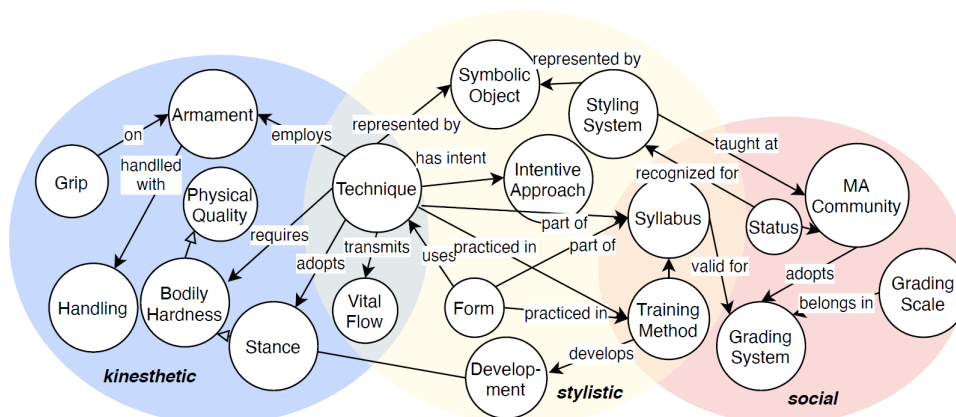 Symbolic
Object
represented by
Styling
System
Armament
on
employs
represented by
taught at
handlled
with
has intent
Intentive
Approach
recognized for
MA
Community
Grip
Physical
Quality
Technique
Syllabus
Status
part of
part of
requires
transmits
adopts
uses
practiced in
valid for
adopts
Grading
Scale
Handling
Bodily
Hardness
Vital
Flow
Form
practiced in
Training
Method
belongs in
Grading
System
Stance
develops
Develop-
ment
kinesthetic
stylistic
social